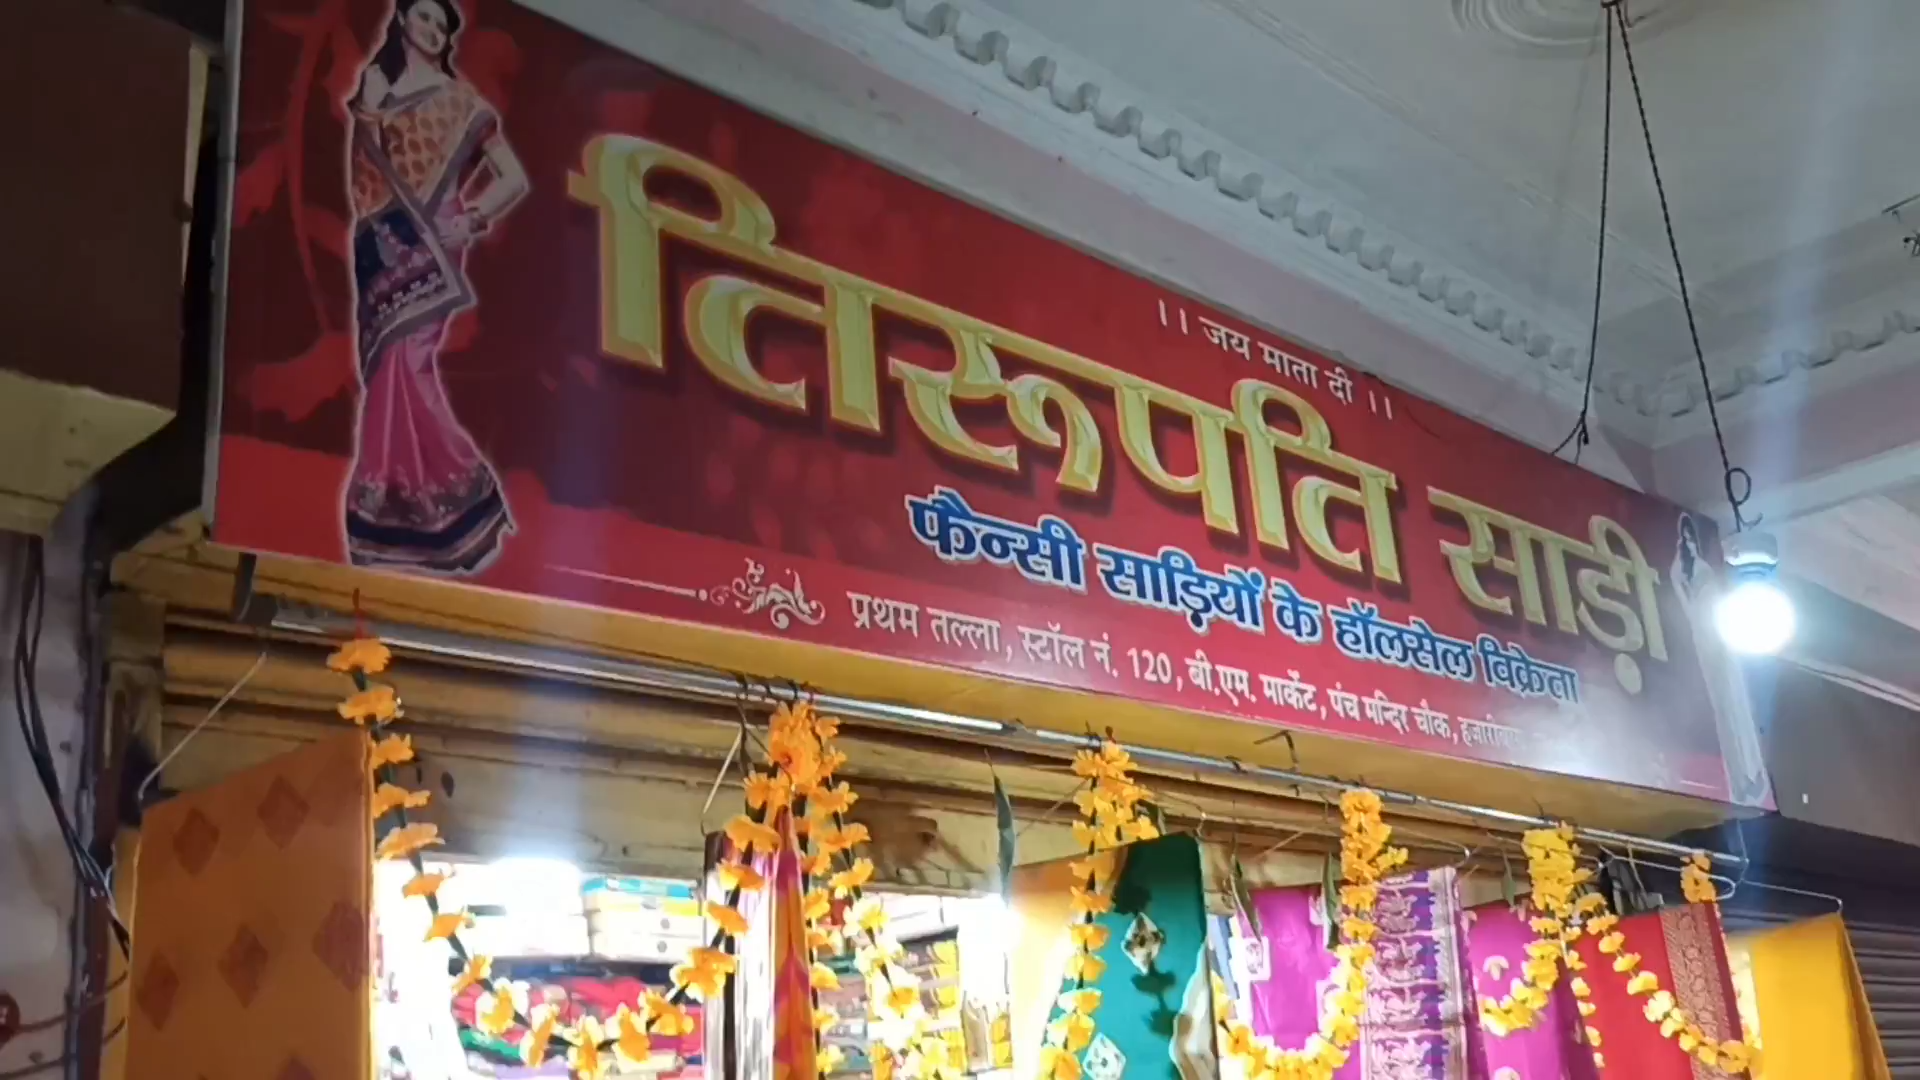 ।। जय माता दी ।।
तिरूपति साड़ी
फैन्सी साड़ियों के हॉलसेल विक्रेता
प्रथम तल्ला, स्टॉल नं. 120, बी.एम. मार्केट, पंच मन्दिर चौक,